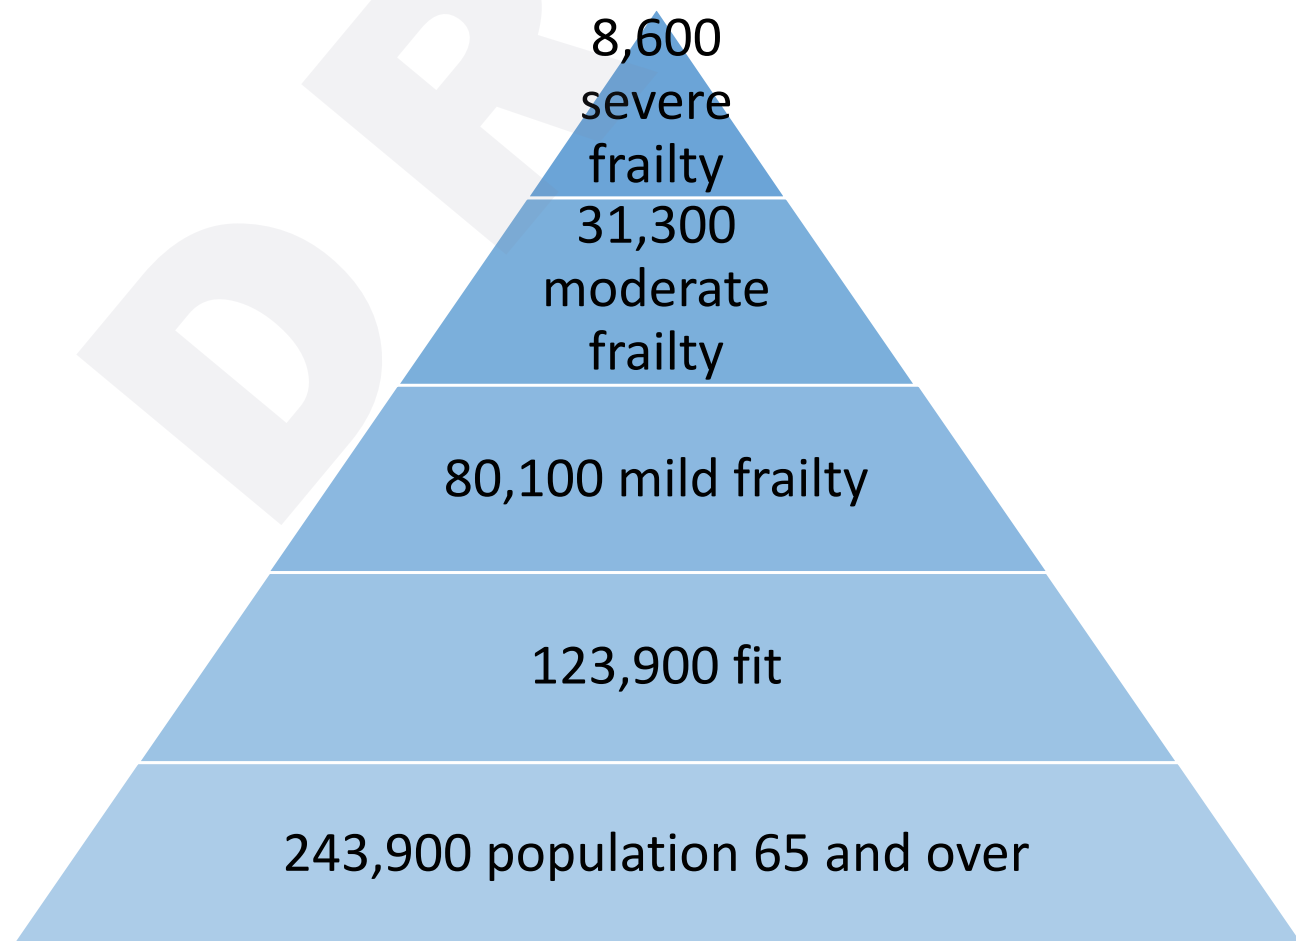 8,600
severe
frailty
31,300
moderate
frailty
80,100 mild frailty
123,900 fit
243,900 population 65 and over
D R